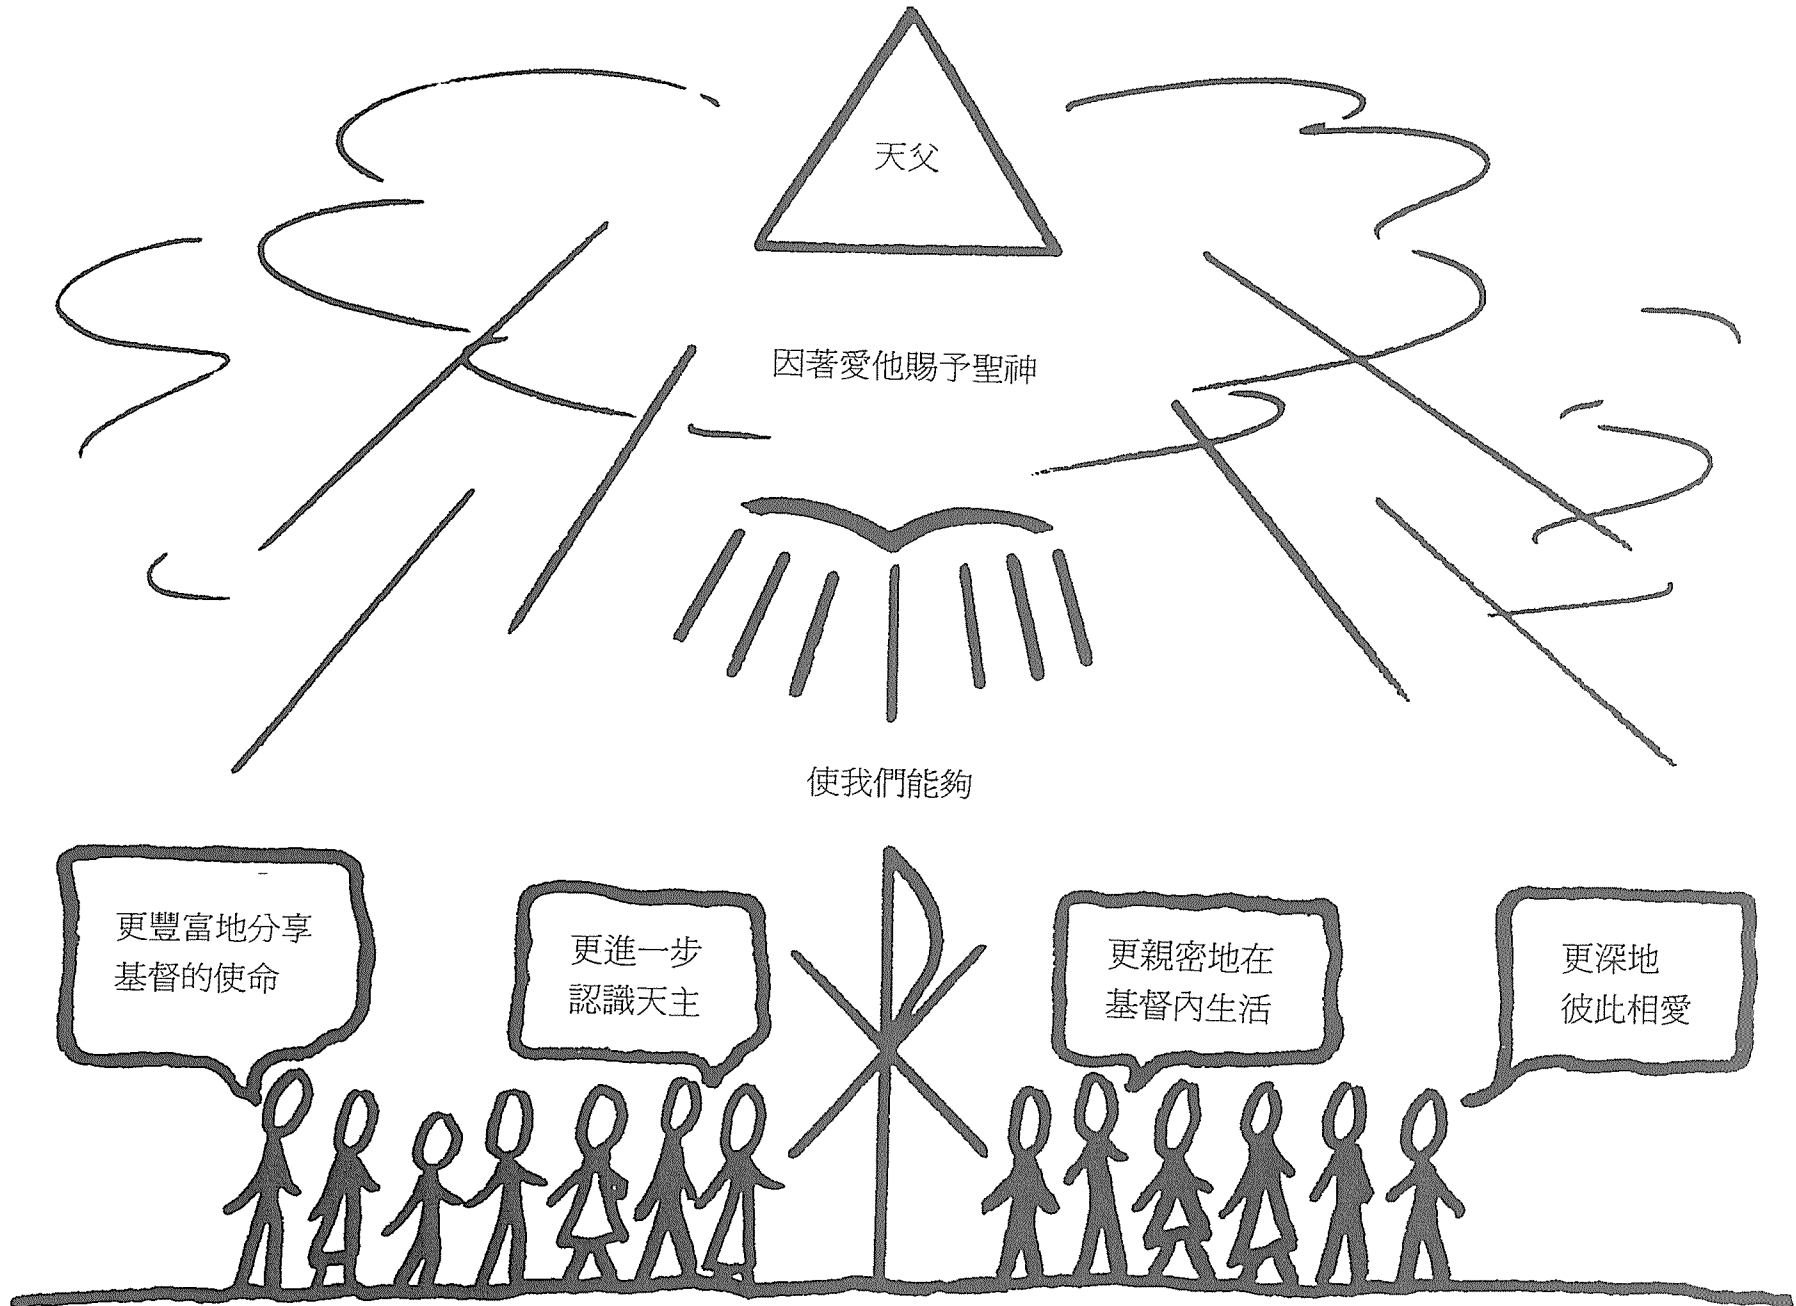 天父
因著愛他賜予聖神
使我們能夠
更豐富地分享
基督的使命
更進一步
認識天主
更親密地在
基督內生活
更深地
彼此相愛